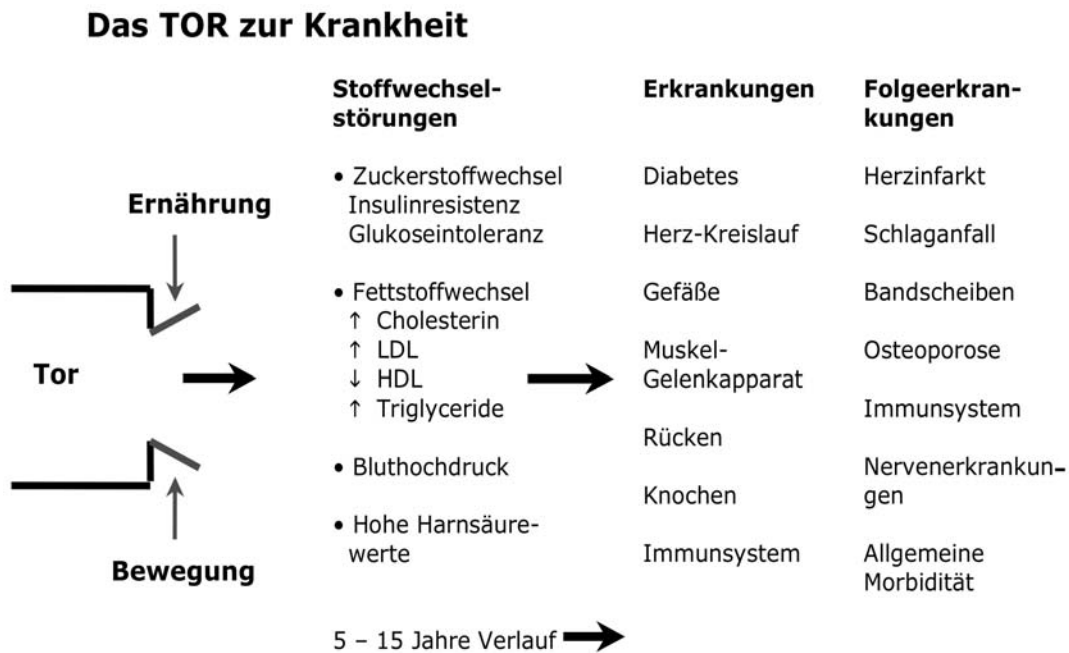 Das TOR zur Krankheit
Ernährung
Tor
Bewegung
Stoffwechsel-
störungen
• Zuckerstoffwechsel
Insulinresistenz
Glukoseintoleranz
• Fettstoffwechsel
↑ Cholesterin
↑ LDL
↓ HDL
↑ Triglyceride
• Bluthochdruck
• Hohe Harnsäure-
werte
5 – 15 Jahre Verlauf
Erkrankungen
Diabetes
Herz-Kreislauf
Gefäße
Muskel-
Gelenkapparat
Rücken
Knochen
Immunsystem
Folgeerkran-
kungen
Herzinfarkt
Schlaganfall
Bandscheiben
Osteoporose
Immunsystem
Nervenerkrankun-
gen
Allgemeine
Morbidität